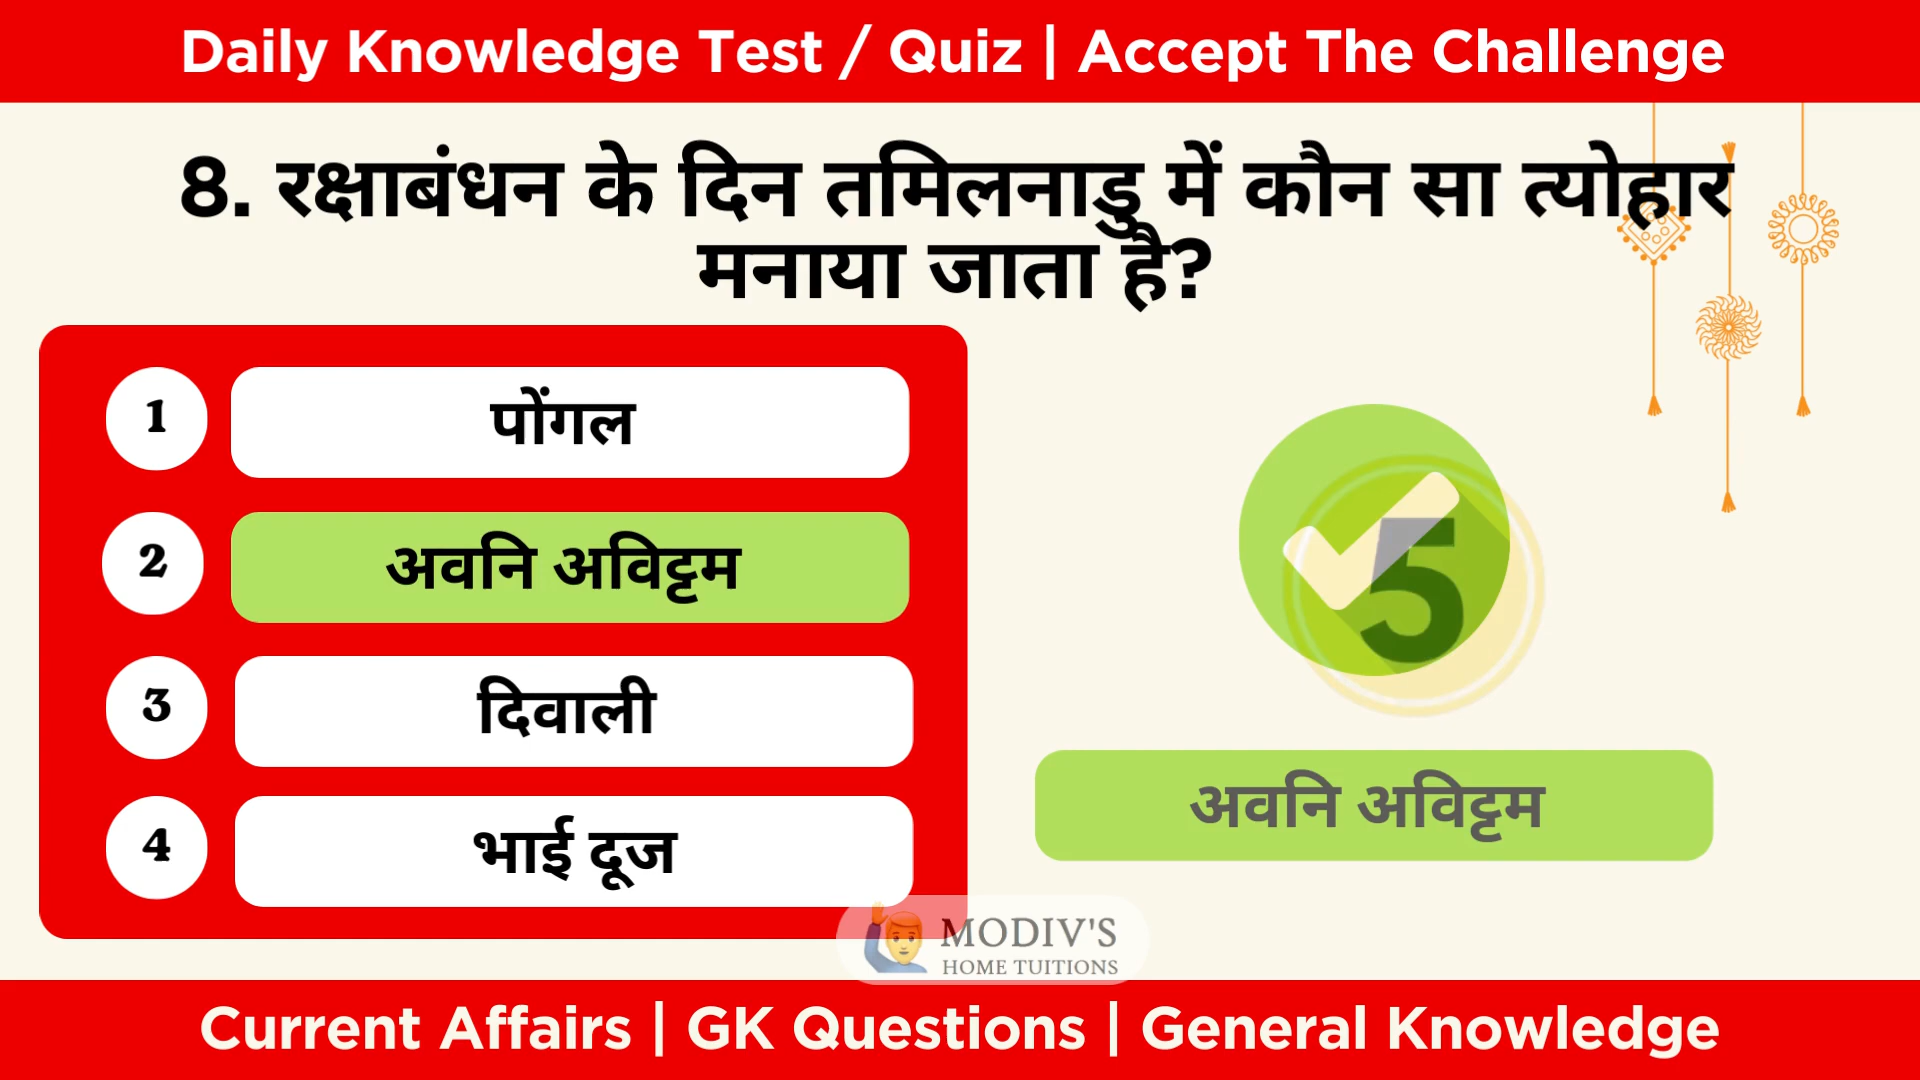 Daily Knowledge Test / Quiz | Accept The Challenge
8. रक्षाबंधन के दिन तमिलनाडु में कौन सा त्योहार
मनाया जाता है?
1
पोंगल
2
अवनि अविट्टम
3
दिवाली
4
भाई दूज
5
अवनि अविट्टम
MODIV'S
HOME TUITIONS
Current Affairs | GK Questions | General Knowledge